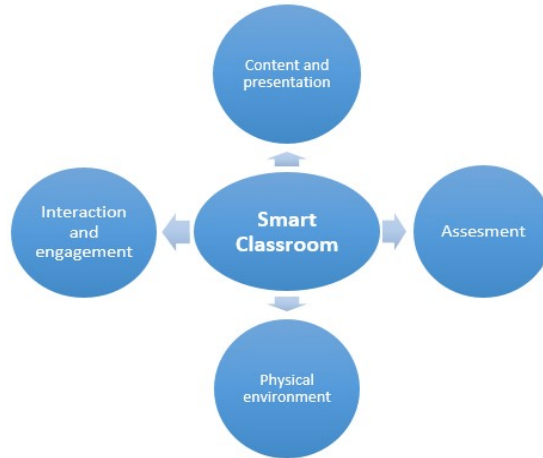 Content and
presentation
Interaction
and
engagement
Smart
Classroom
Assesment
Physical
environment